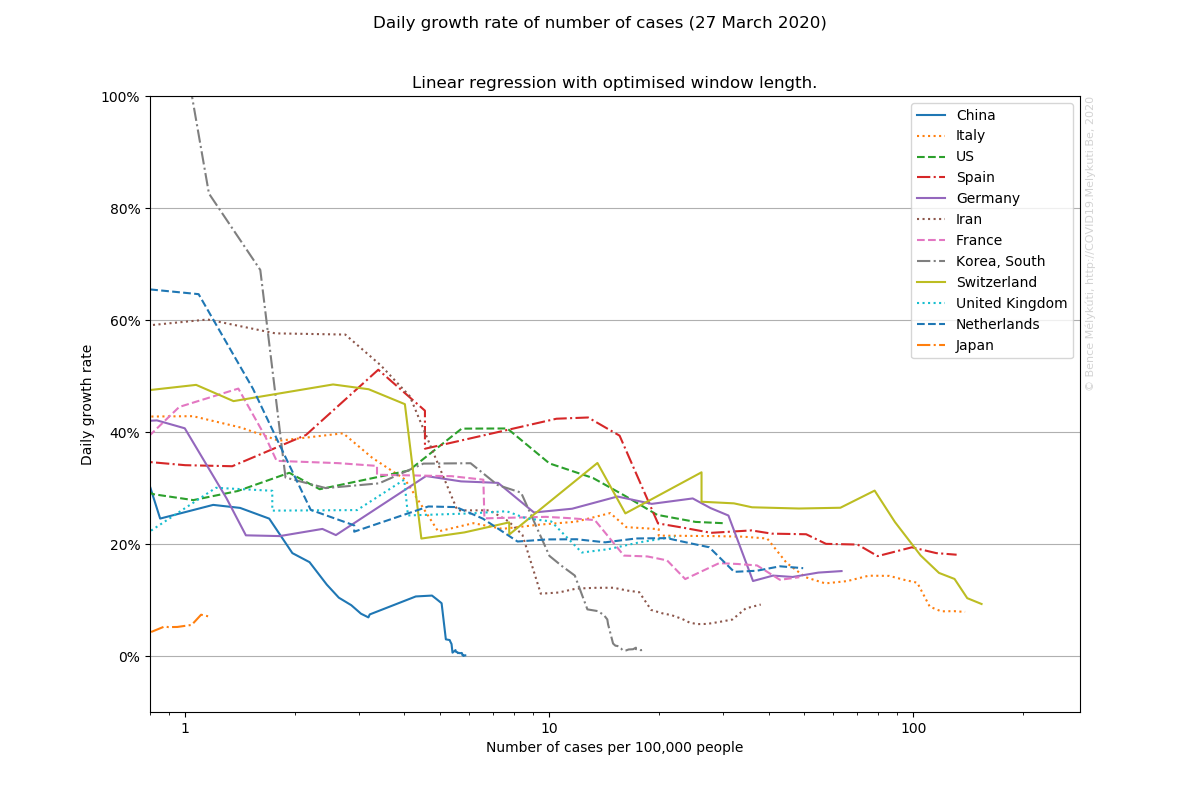 Daily growth rate of number of cases (27 March 2020)
Linear regression with optimised window length.
100%
80%
60%
40%
20%
0%
Daily growth rate
China
Italy
US
Spain
Germany
Iran
France
Korea, South
Switzerland
United Kingdom
Netherlands
Japan
© Bence Mélykúti, http://COVID19.Melykuti.Be, 2020
1
10
100
Number of cases per 100,000 people